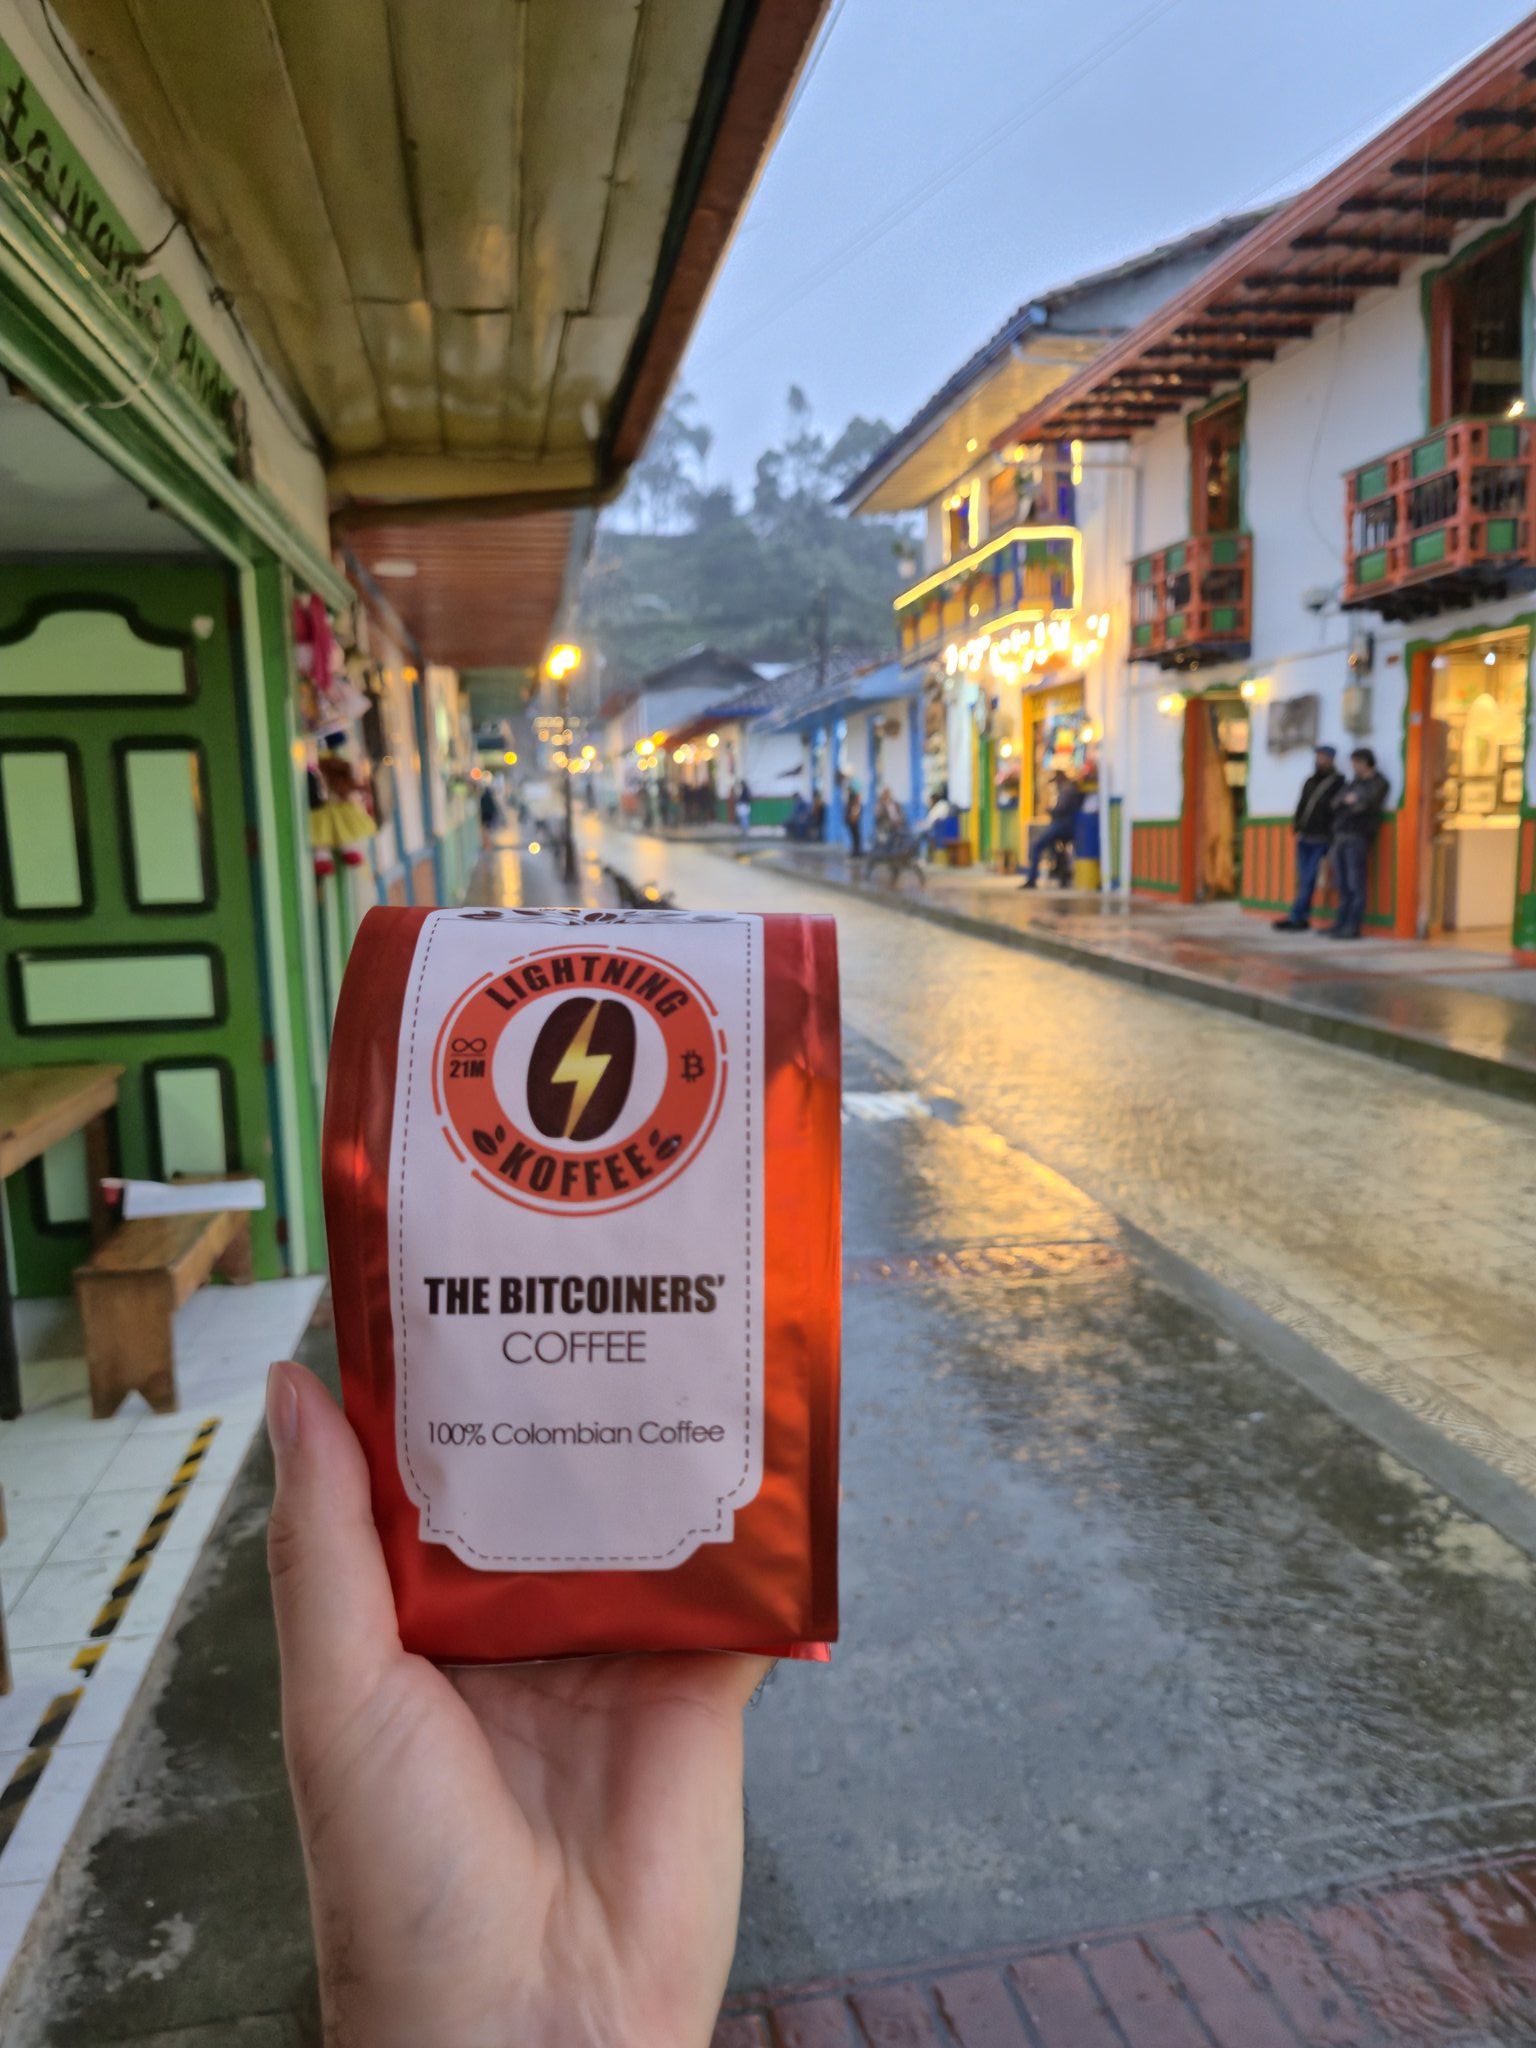 LIGHTNING
∞
21M
₿
KOFFEE
THE BITCOINERS'
COFFEE
100% Colombian Coffee